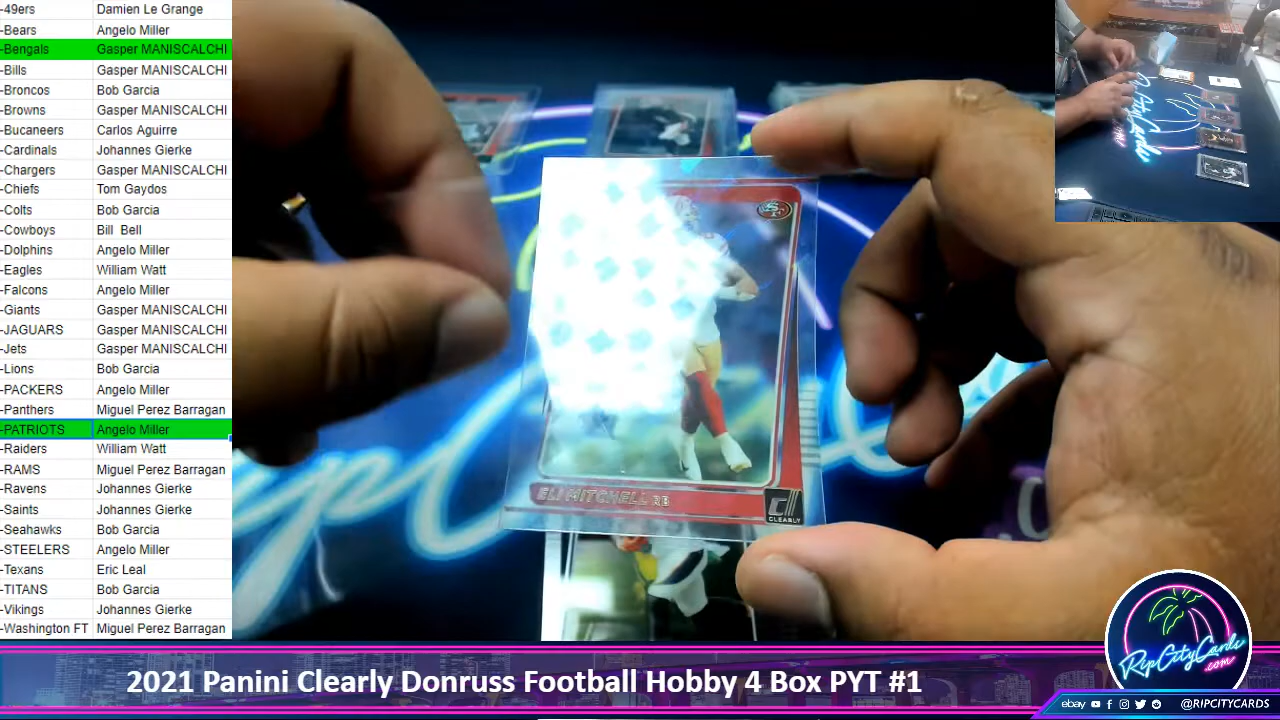 -49ers Damien Le Grange
-Bears Angelo Miller
-Bengals Gasper MANISCALCHI
-Bills Gasper MANISCALCHI
-Broncos Bob Garcia
-Browns Gasper MANISCALCHI
-Bucaneers Carlos Aguirre
-Cardinals Johannes Gierke
-Chargers Gasper MANISCALCHI
-Chiefs Tom Gaydos
-Colts Bob Garcia
-Cowboys Bill Bell
-Dolphins Angelo Miller
-Eagles William Watt
-Falcons Angelo Miller
-Giants Gasper MANISCALCHI
-JAGUARS Gasper MANISCALCHI
-Jets Gasper MANISCALCHI
-Lions Bob Garcia
-PACKERS Angelo Miller
-Panthers Miguel Perez Barragan
-PATRIOTS Angelo Miller
-Raiders William Watt
-RAMS Miguel Perez Barragan
-Ravens Johannes Gierke
-Saints Johannes Gierke
-Seahawks Bob Garcia
-STEELERS Angelo Miller
-Texans Eric Leal
-TITANS Bob Garcia
-Vikings Johannes Gierke
-Washington FT Miguel Perez Barragan
SF
ELI MITCHELL RB
CLEARLY
RipCityCards
.com
2021 Panini Clearly Donruss Football Hobby 4 Box PYT #1
ebay @RIPCITYCARDS